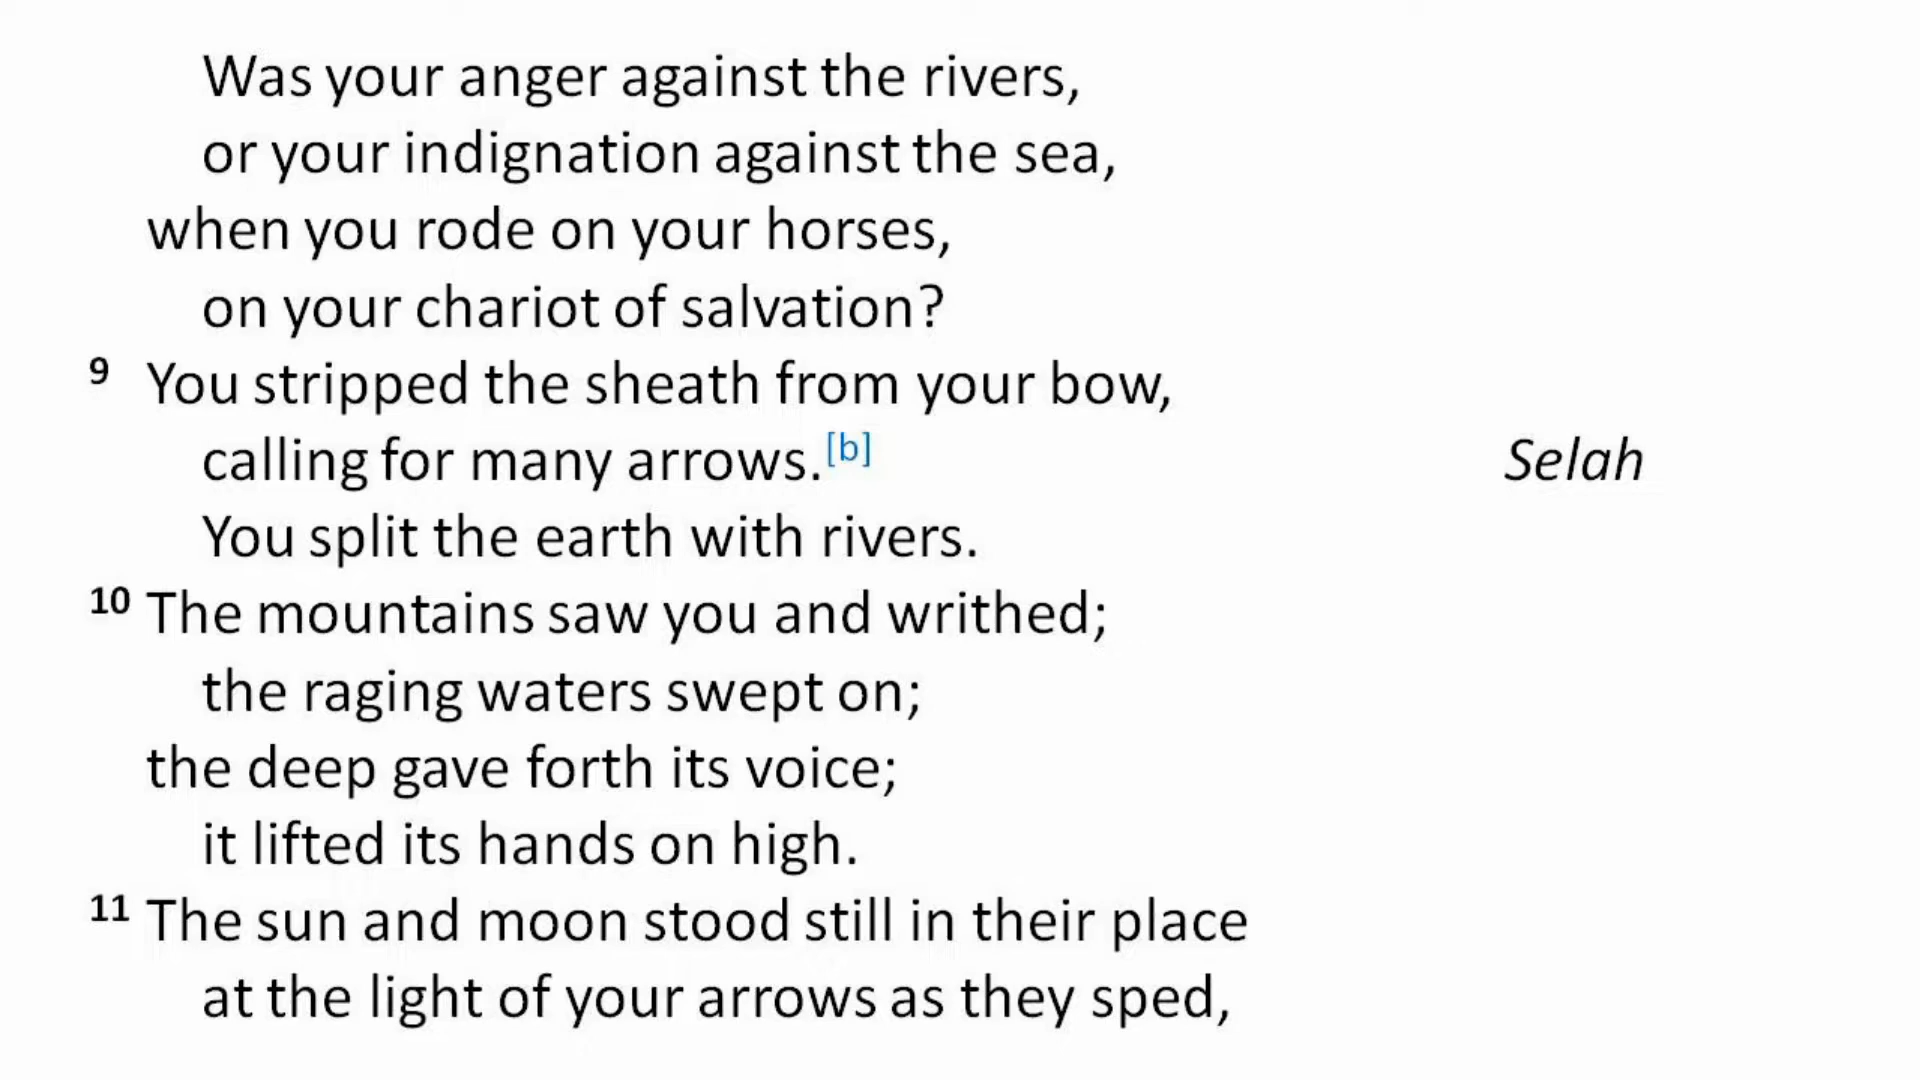 Was your anger against the rivers,
or your indignation against the sea,
when you rode on your horses,
on your chariot of salvation?
9 You stripped the sheath from your bow,
calling for many arrows.[b] Selah
You split the earth with rivers.
10 The mountains saw you and writhed;
the raging waters swept on;
the deep gave forth its voice;
it lifted its hands on high.
11 The sun and moon stood still in their place
at the light of your arrows as they sped,